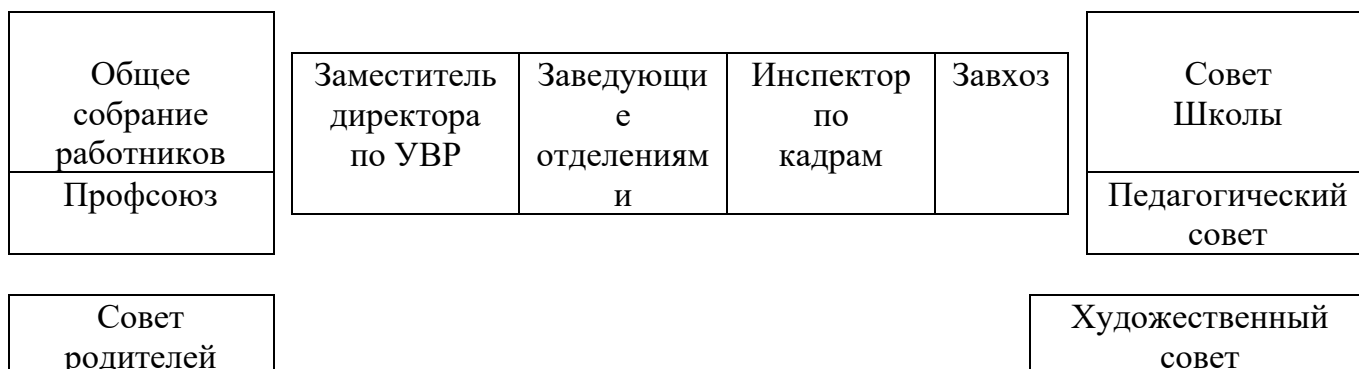 Общее
собрание
работников
Профсоюз
Заместитель
директора
по УВР
Заведующи
е
отделениям
и
Инспектор
по
кадрам
Завхоз
Совет
Школы
Педагогический
совет
Совет
родителей
Художественный
совет